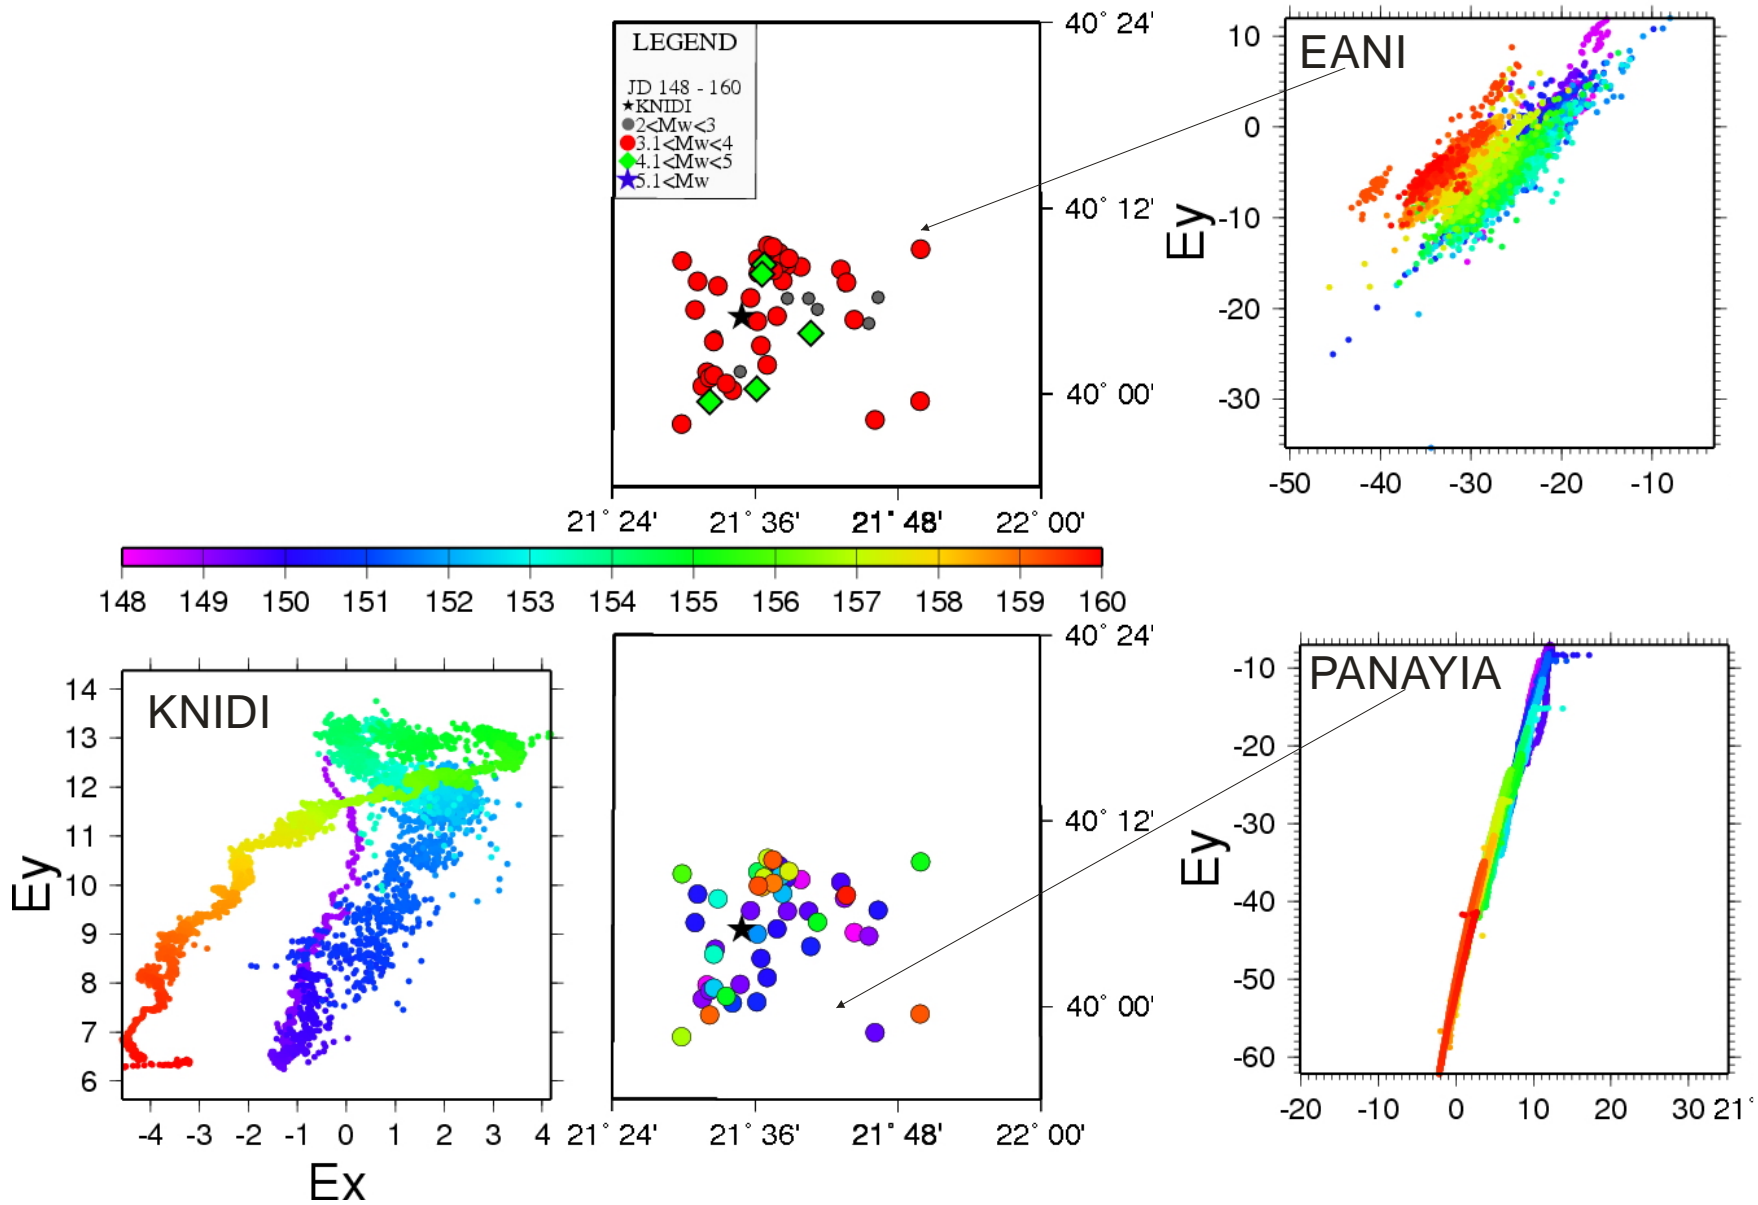 LEGEND
JD 148 - 160
KNIDI
2<Mw<3
3.1<Mw<4
4.1<Mw<5
5.1<Mw
40° 24'
40° 12'
40° 00'
21° 24' 21° 36' 21° 48' 22° 00'
EANI
Ey
10
0
-10
-20
-30
-50 -40 -30 -20 -10
148 149 150 151 152 153 154 155 156 157 158 159 160
KNIDI
Ey
14
13
12
11
10
9
8
7
6
-4 -3 -2 -1 0 1 2 3 4
Ex
40° 24'
40° 12'
40° 00'
21° 24' 21° 36' 21° 48' 22° 00'
PANAYIA
Ey
-10
-20
-30
-40
-50
-60
-20 -10 0 10 20 30 21°